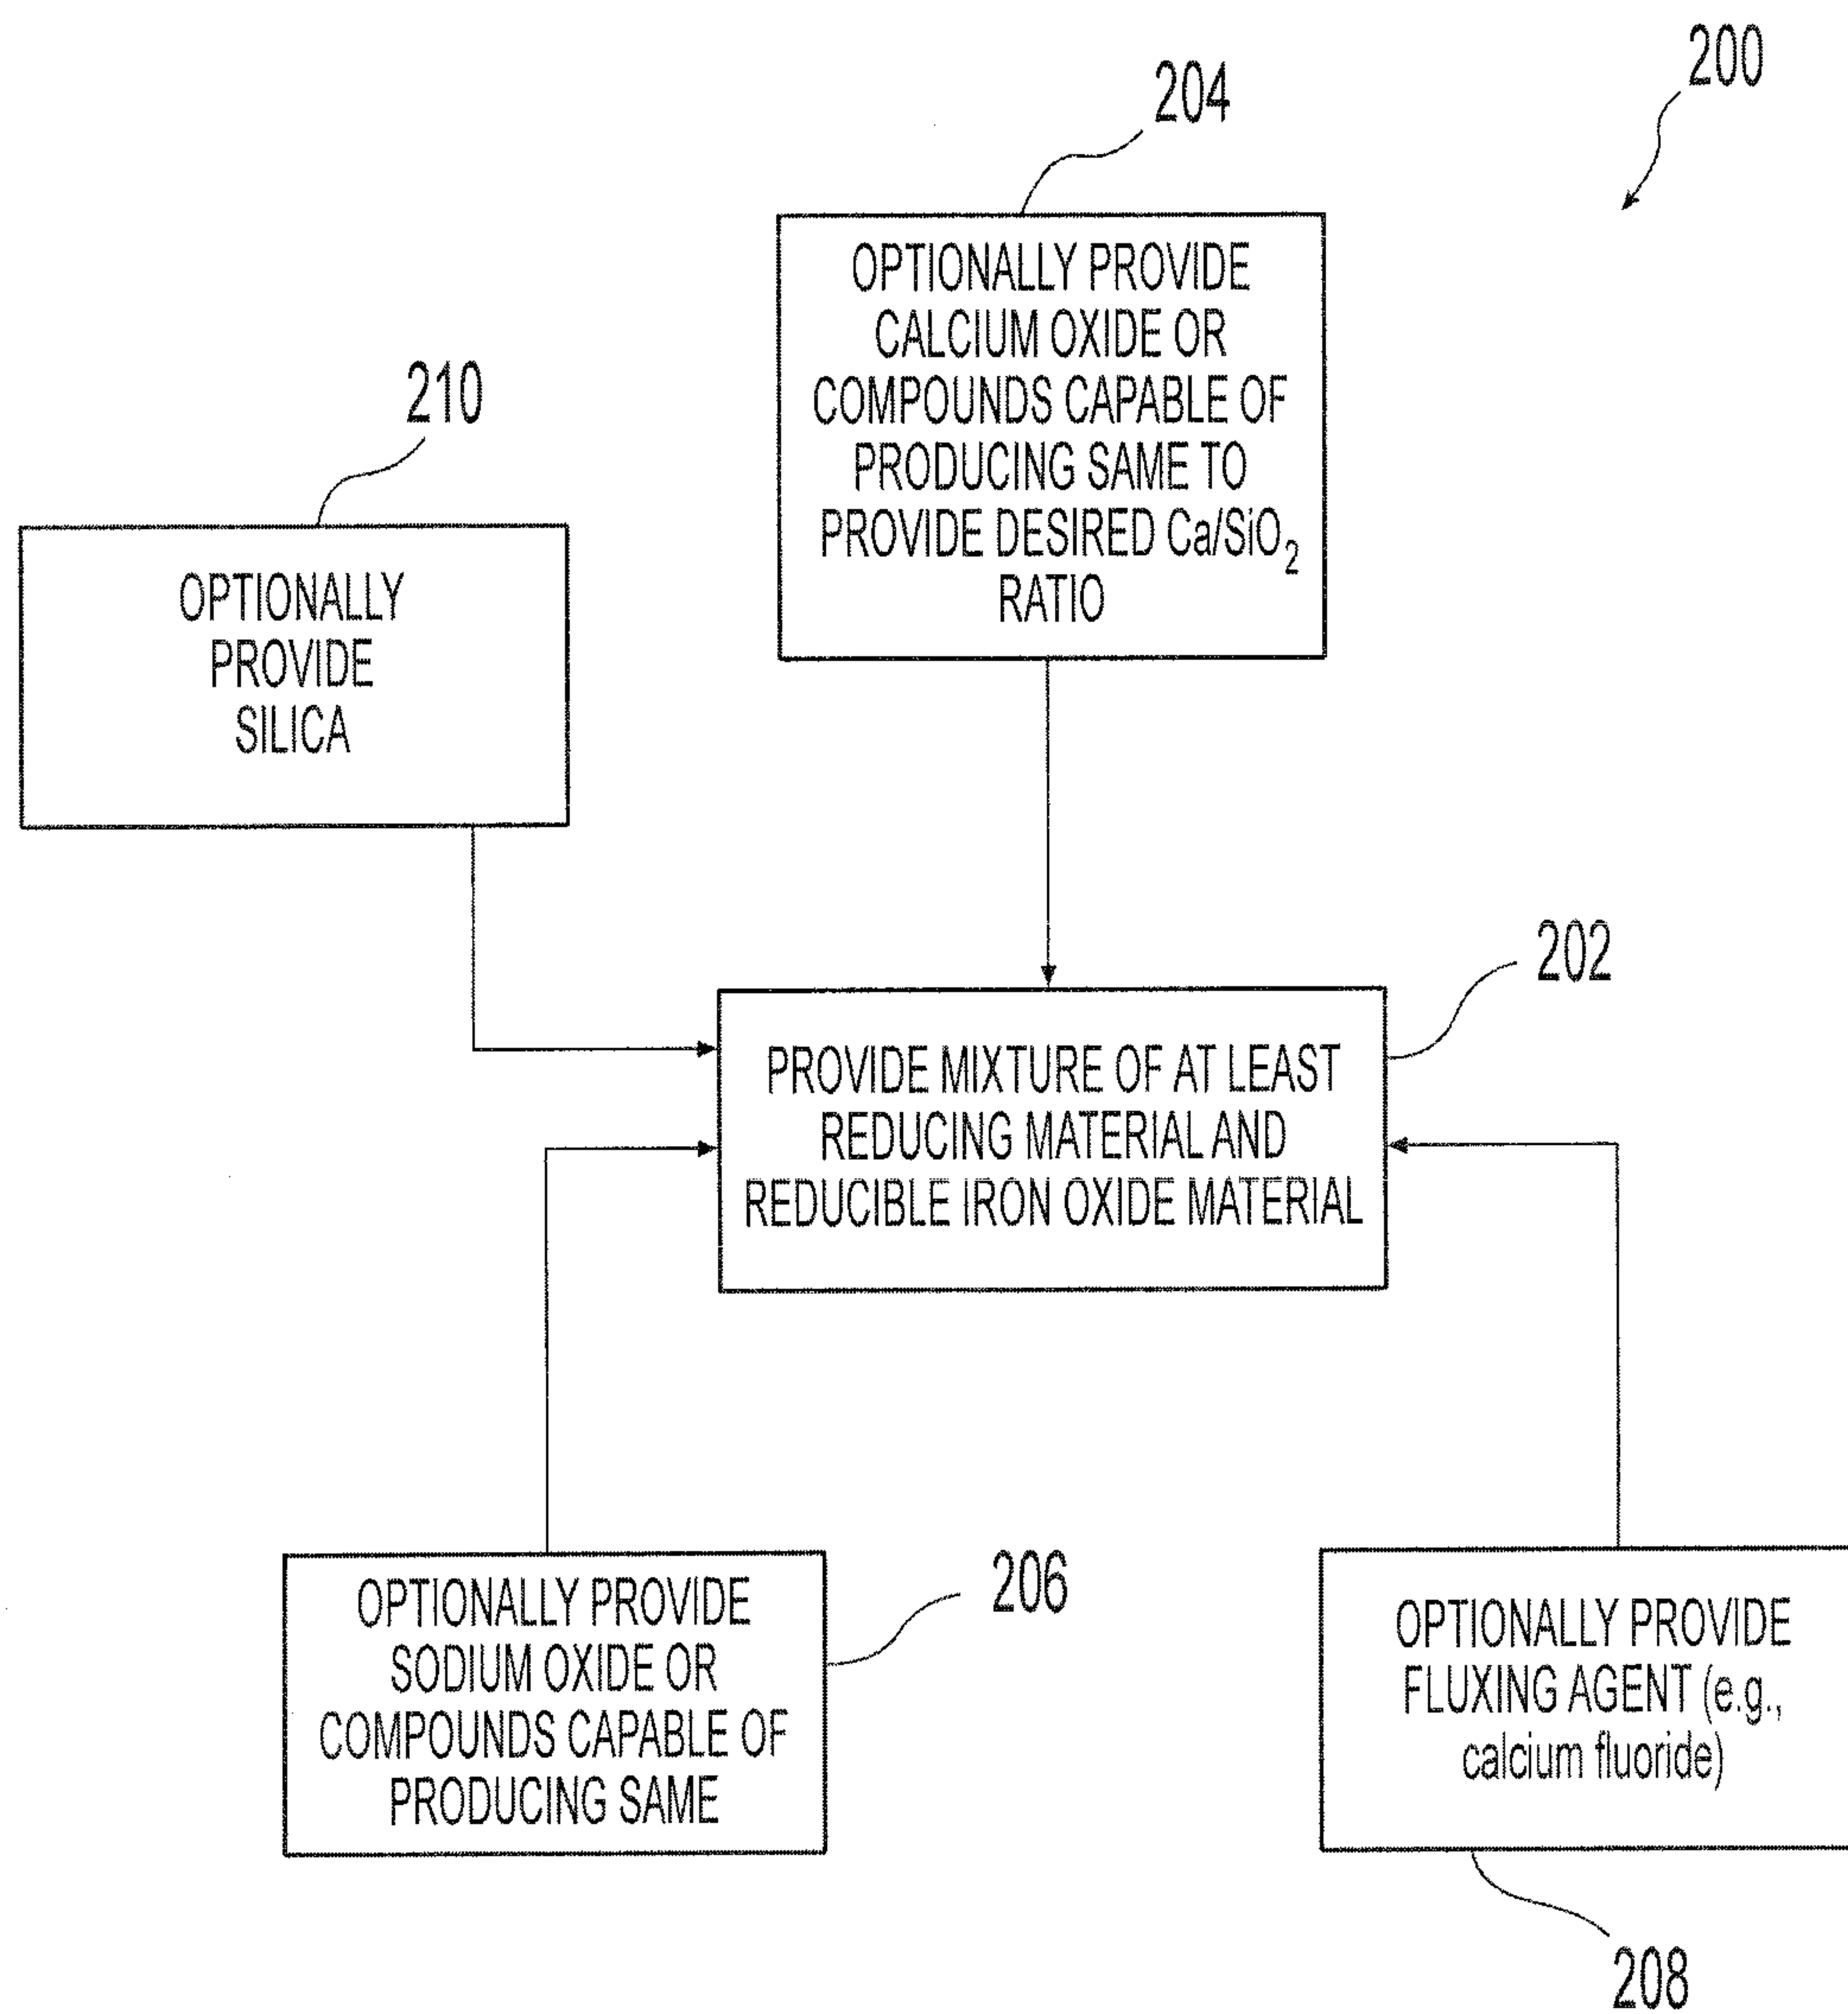 200
204
OPTIONALLY PROVIDE
CALCIUM OXIDE OR
COMPOUNDS CAPABLE OF
PRODUCING SAME TO
PROVIDE DESIRED Ca/SiO₂
RATIO
210
OPTIONALLY
PROVIDE
SILICA
202
PROVIDE MIXTURE OF AT LEAST
REDUCING MATERIAL AND
REDUCIBLE IRON OXIDE MATERIAL
206
OPTIONALLY PROVIDE
SODIUM OXIDE OR
COMPOUNDS CAPABLE OF
PRODUCING SAME
OPTIONALLY PROVIDE
FLUXING AGENT (e.g.,
calcium fluoride)
208